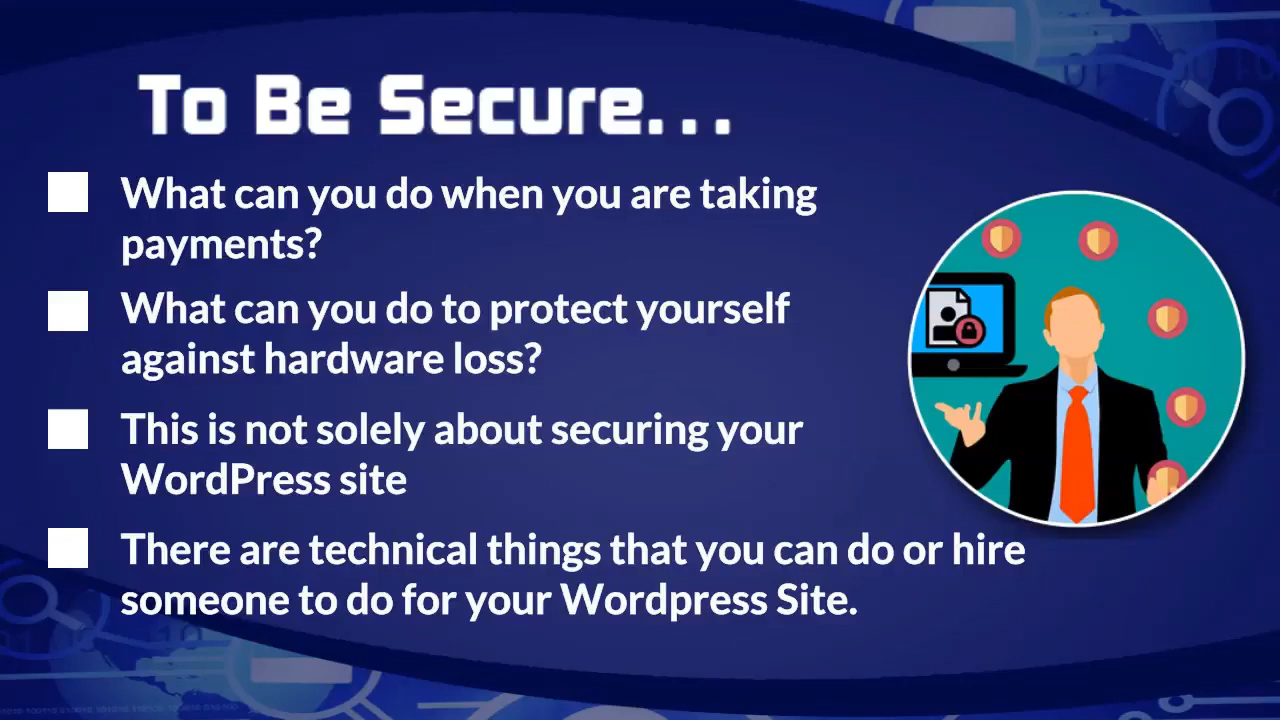 To Be Secure...
What can you do when you are taking
payments?
What can you do to protect yourself
against hardware loss?
This is not solely about securing your
WordPress site
There are technical things that you can do or hire
someone to do for your Wordpress Site.